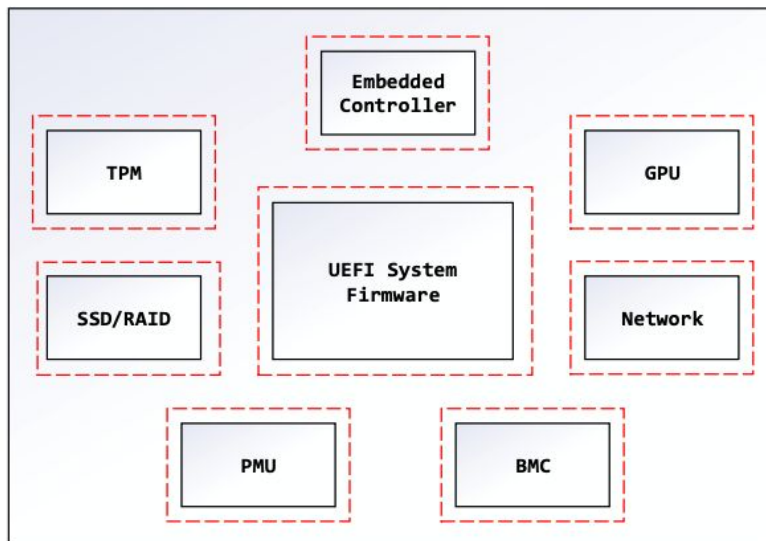 Embedded
Controller
TPM
GPU
UEFI System
Firmware
SSD/RAID
Network
PMU
BMC